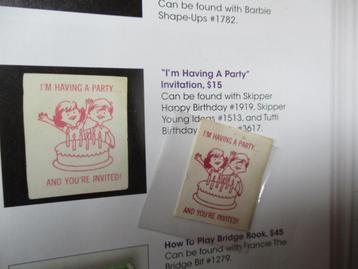 Can be found with Barbie
Shape-Ups #1782.
"I'm Having A Party"
Invitation, $15
Can be found with Skipper
Happy Birthday #1919, Skipper
Young Ideas #1513, and Tutti
Birthday #3617.
I'M HAVING A PARTY...
AND YOU'RE INVITED!
I'M HAVING A PARTY...
AND YOU'RE INVITED!
How To Play Bridge Book, $45
Can be found with Francie The
Bridge Bit #1279.